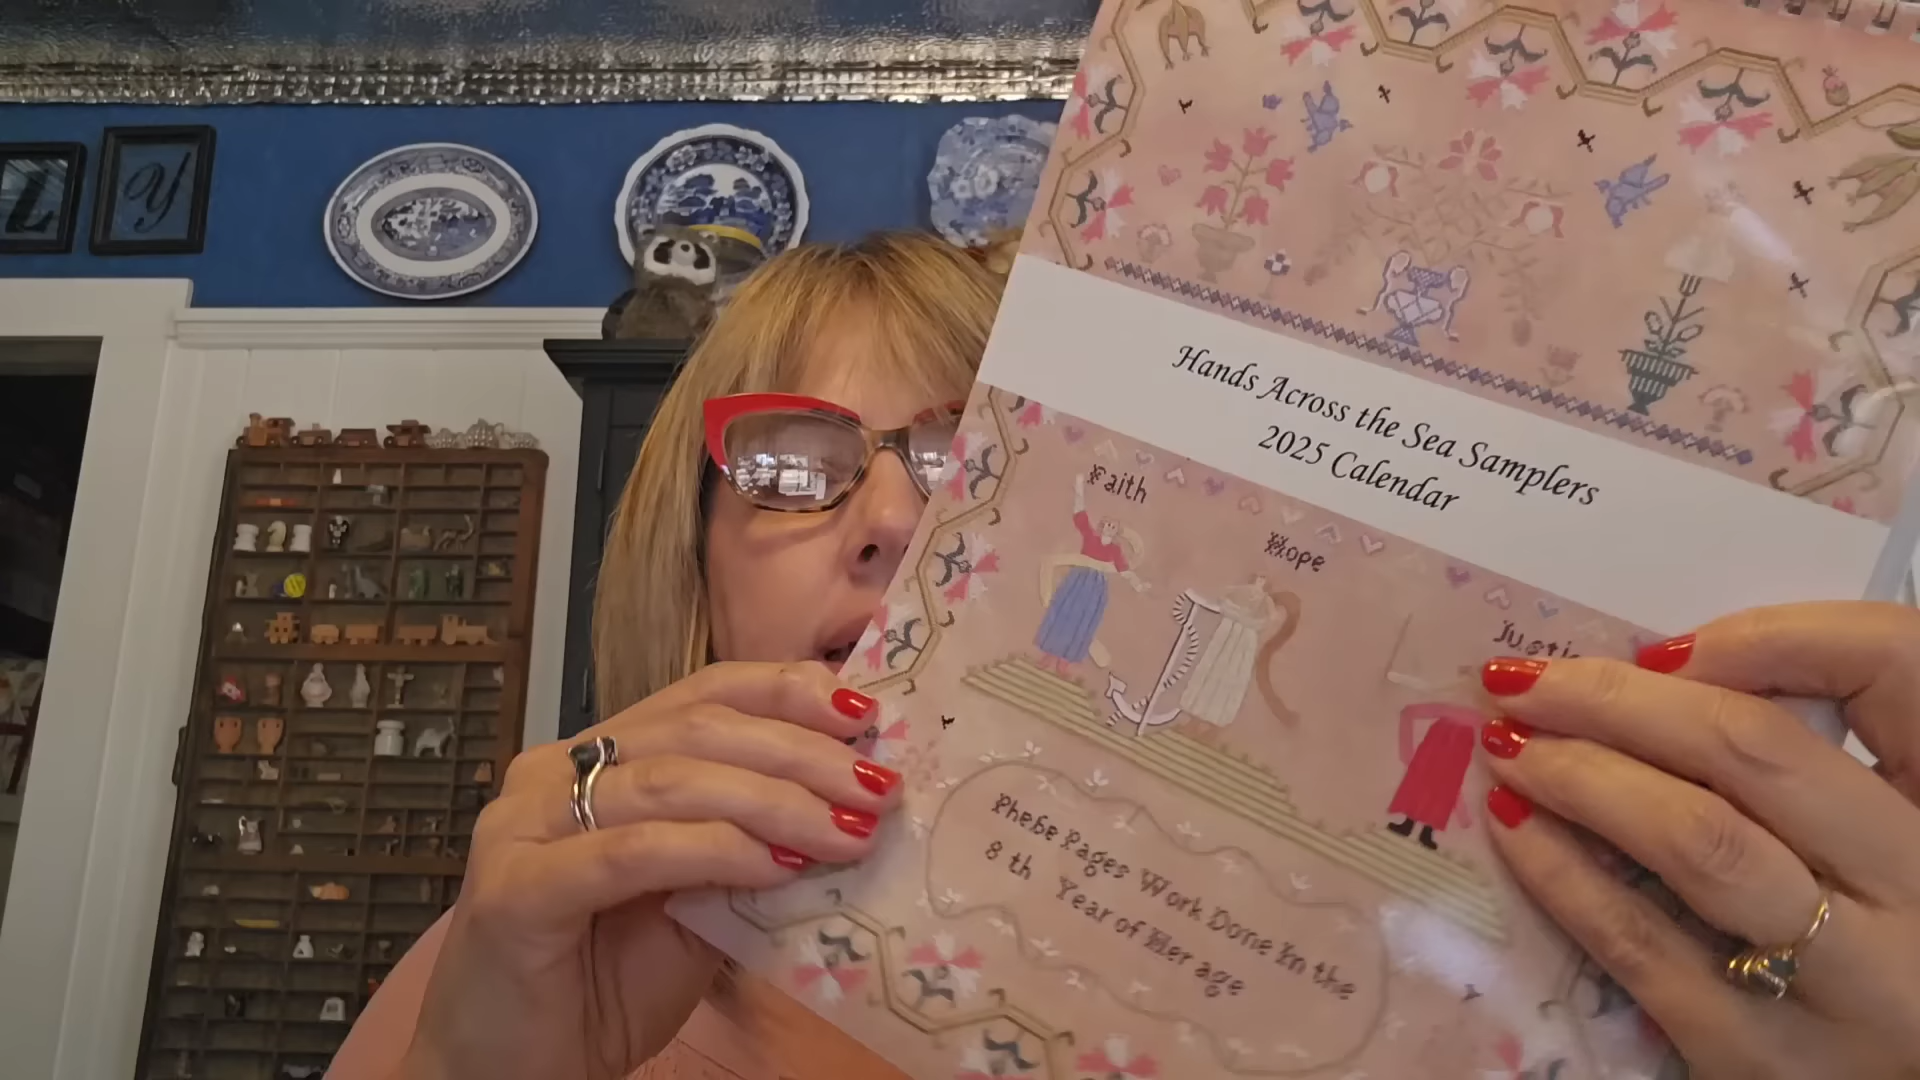 L Y
Hands Across the Sea Samplers
2025 Calendar
Faith
Hope
Phebe Pages Work Done In the
8 th Year of Her age